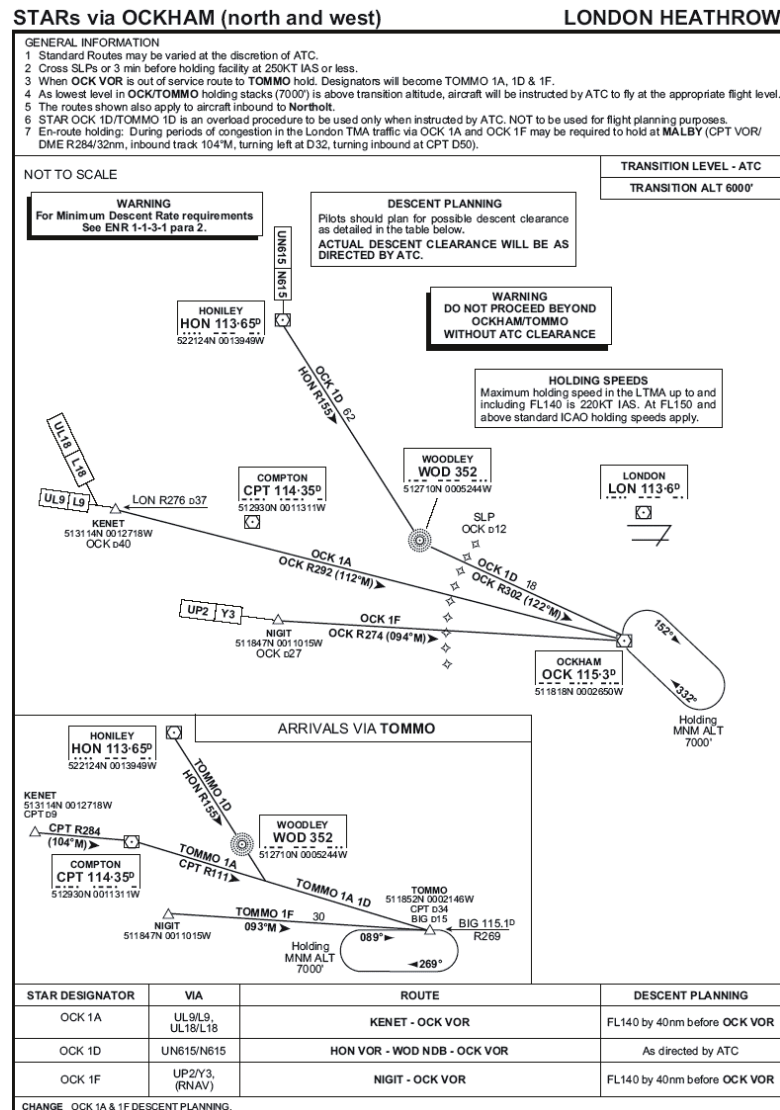 STARs via OCKHAM (north and west) LONDON HEATHROW
GENERAL INFORMATION
1 Standard Routes may be varied at the discretion of ATC.
2 Cross SLPs or 3 min before holding facility at 250KT IAS or less.
3 When OCK VOR is out of service route to TOMMO hold. Designators will become TOMMO 1A, 1D & 1F.
4 As lowest level in OCK/TOMMO holding stacks (7000') is above transition altitude, aircraft will be instructed by ATC to fly at the appropriate flight level.
5 The routes shown also apply to aircraft inbound to Northolt.
6 STAR OCK 1D/TOMMO 1D is an overload procedure to be used only when instructed by ATC. NOT to be used for flight planning purposes.
7 En-route holding: During periods of congestion in the London TMA traffic via OCK 1A and OCK 1F may be required to hold at MALBY (CPT VOR/
DME R284/32nm, inbound track 104°M, turning left at D32, turning inbound at CPT D50).
NOT TO SCALE
TRANSITION LEVEL - ATC
TRANSITION ALT 6000'
WARNING
For Minimum Descent Rate requirements
See ENR 1-1-3-1 para 2.
DESCENT PLANNING
Pilots should plan for possible descent clearance
as detailed in the table below.
ACTUAL DESCENT CLEARANCE WILL BE AS
DIRECTED BY ATC.
UN615 N615
HONILEY
HON 113·65D
522124N 0013949W
WARNING
DO NOT PROCEED BEYOND
OCKHAM/TOMMO
WITHOUT ATC CLEARANCE
OCK 1D 62
HON R155
HOLDING SPEEDS
Maximum holding speed in the LTMA up to and
including FL140 is 220KT IAS. At FL150 and
above standard ICAO holding speeds apply.
UL18 L18
UL9 L9
LON R276 D37
KENET
513114N 0012718W
OCK D40
COMPTON
CPT 114·35D
512930N 0011311W
WOODLEY
WOD 352
512710N 0005244W
LONDON
LON 113·6D
SLP
OCK D12
OCK 1A
OCK R292 (112°M)
OCK 1D 18
OCK R302 (122°M)
UP2 Y3
NIGIT
511847N 0011015W
OCK D27
OCK 1F
OCK R274 (094°M)
OCKHAM
OCK 115·3D
511818N 0002650W
152°
332°
Holding
MNM ALT
7000'
ARRIVALS VIA TOMMO
HONILEY
HON 113·65D
522124N 0013949W
TOMMO 1D
HON R155
KENET
513114N 0012718W
CPT D9
CPT R284
(104°M)
COMPTON
CPT 114·35D
512930N 0011311W
WOODLEY
WOD 352
512710N 0005244W
TOMMO 1A
CPT R111
TOMMO 1A 1D
TOMMO
511852N 0002146W
CPT D34
BIG D15
BIG 115.1D
R269
NIGIT
511847N 0011015W
TOMMO 1F 30
093°M
Holding
MNM ALT
7000'
089°
269°
STAR DESIGNATOR VIA ROUTE DESCENT PLANNING
OCK 1A UL9/L9, UL18/L18 KENET - OCK VOR FL140 by 40nm before OCK VOR
OCK 1D UN615/N615 HON VOR - WOD NDB - OCK VOR As directed by ATC
OCK 1F UP2/Y3, (RNAV) NIGIT - OCK VOR FL140 by 40nm before OCK VOR
CHANGE OCK 1A & 1F DESCENT PLANNING.